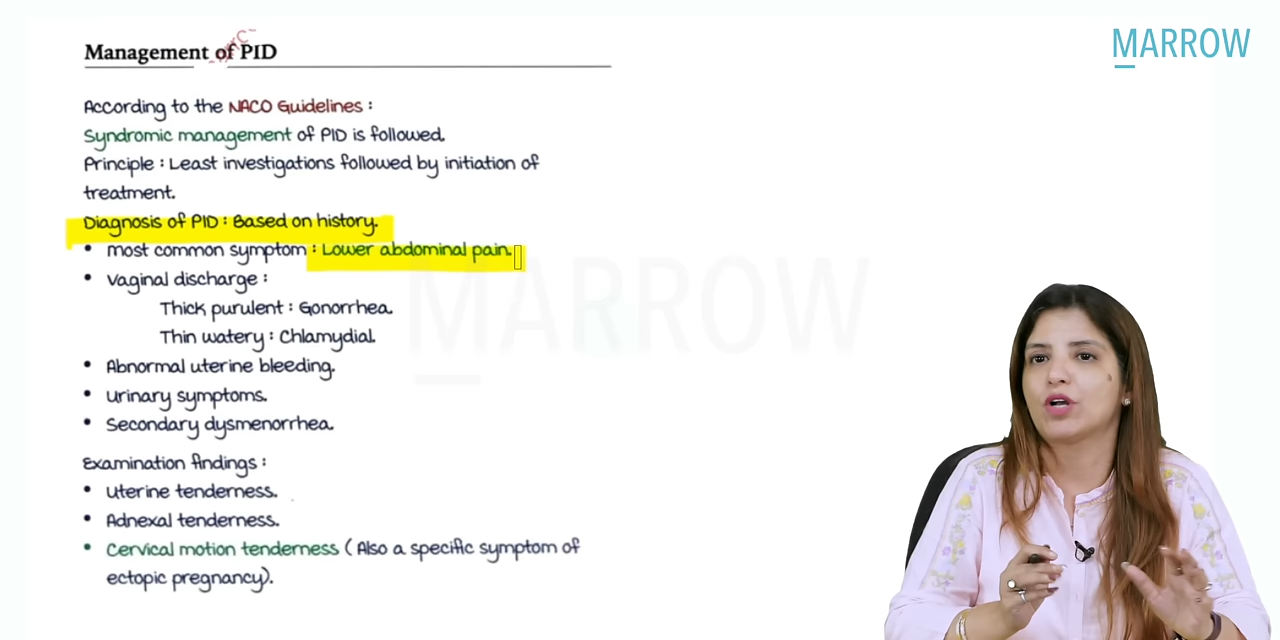 MARROW
Management of PID
According to the NACO Guidelines :
Syndromic management of PID is followed.
Principle : Least investigations followed by initiation of
treatment.
Diagnosis of PID : Based on history.
• most common symptom : Lower abdominal pain.
• Vaginal discharge :
Thick purulent : Gonorrhea.
Thin watery : Chlamydial.
• Abnormal uterine bleeding.
• Urinary symptoms.
• Secondary dysmenorrhea.
Examination findings :
• Uterine tenderness.
• Adnexal tenderness.
• Cervical motion tenderness ( Also a specific symptom of
ectopic pregnancy).
MARROW